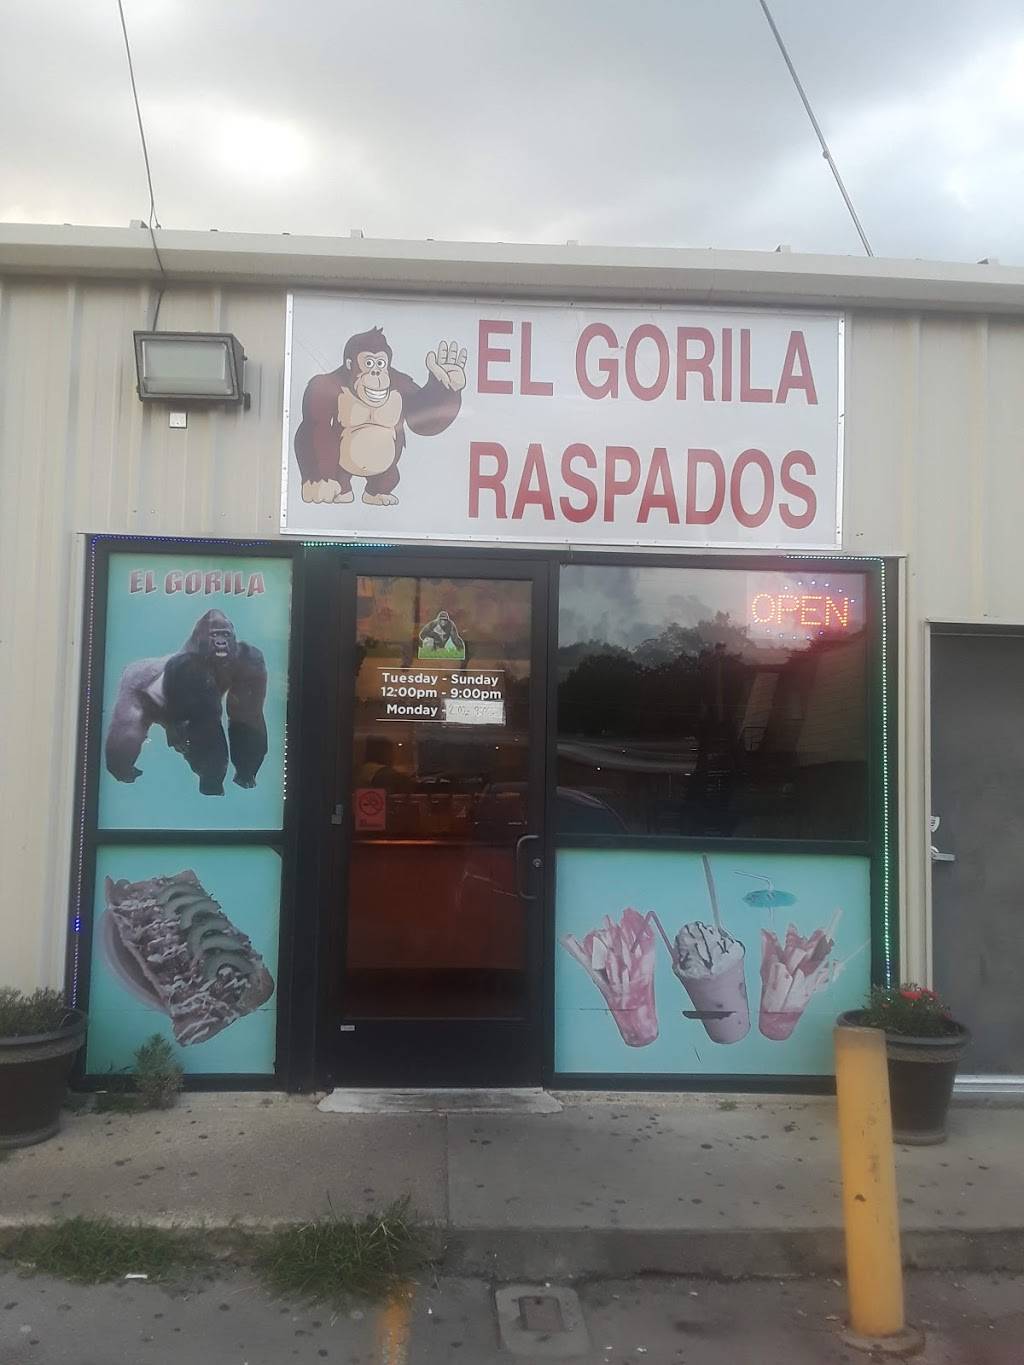 EL GORILA
RASPADOS
EL GORILA
OPEN
Tuesday - Sunday
12:00pm - 9:00pm
Monday -